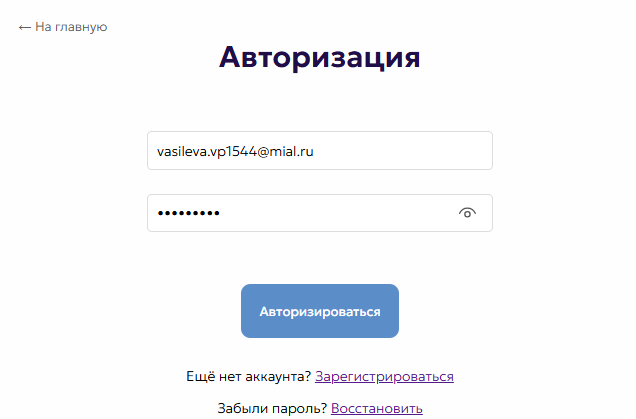 ← На главную
Авторизация
vasileva.vp1544@mial.ru
•••••••••
Авторизироваться
Ещё нет аккаунта? Зарегистрироваться
Забыли пароль? Восстановить